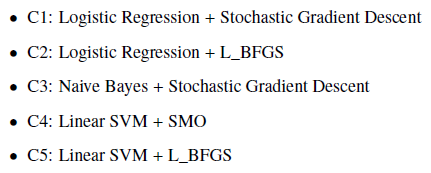 • C1: Logistic Regression + Stochastic Gradient Descent
• C2: Logistic Regression + L_BFGS
• C3: Naive Bayes + Stochastic Gradient Descent
• C4: Linear SVM + SMO
• C5: Linear SVM + L_BFGS